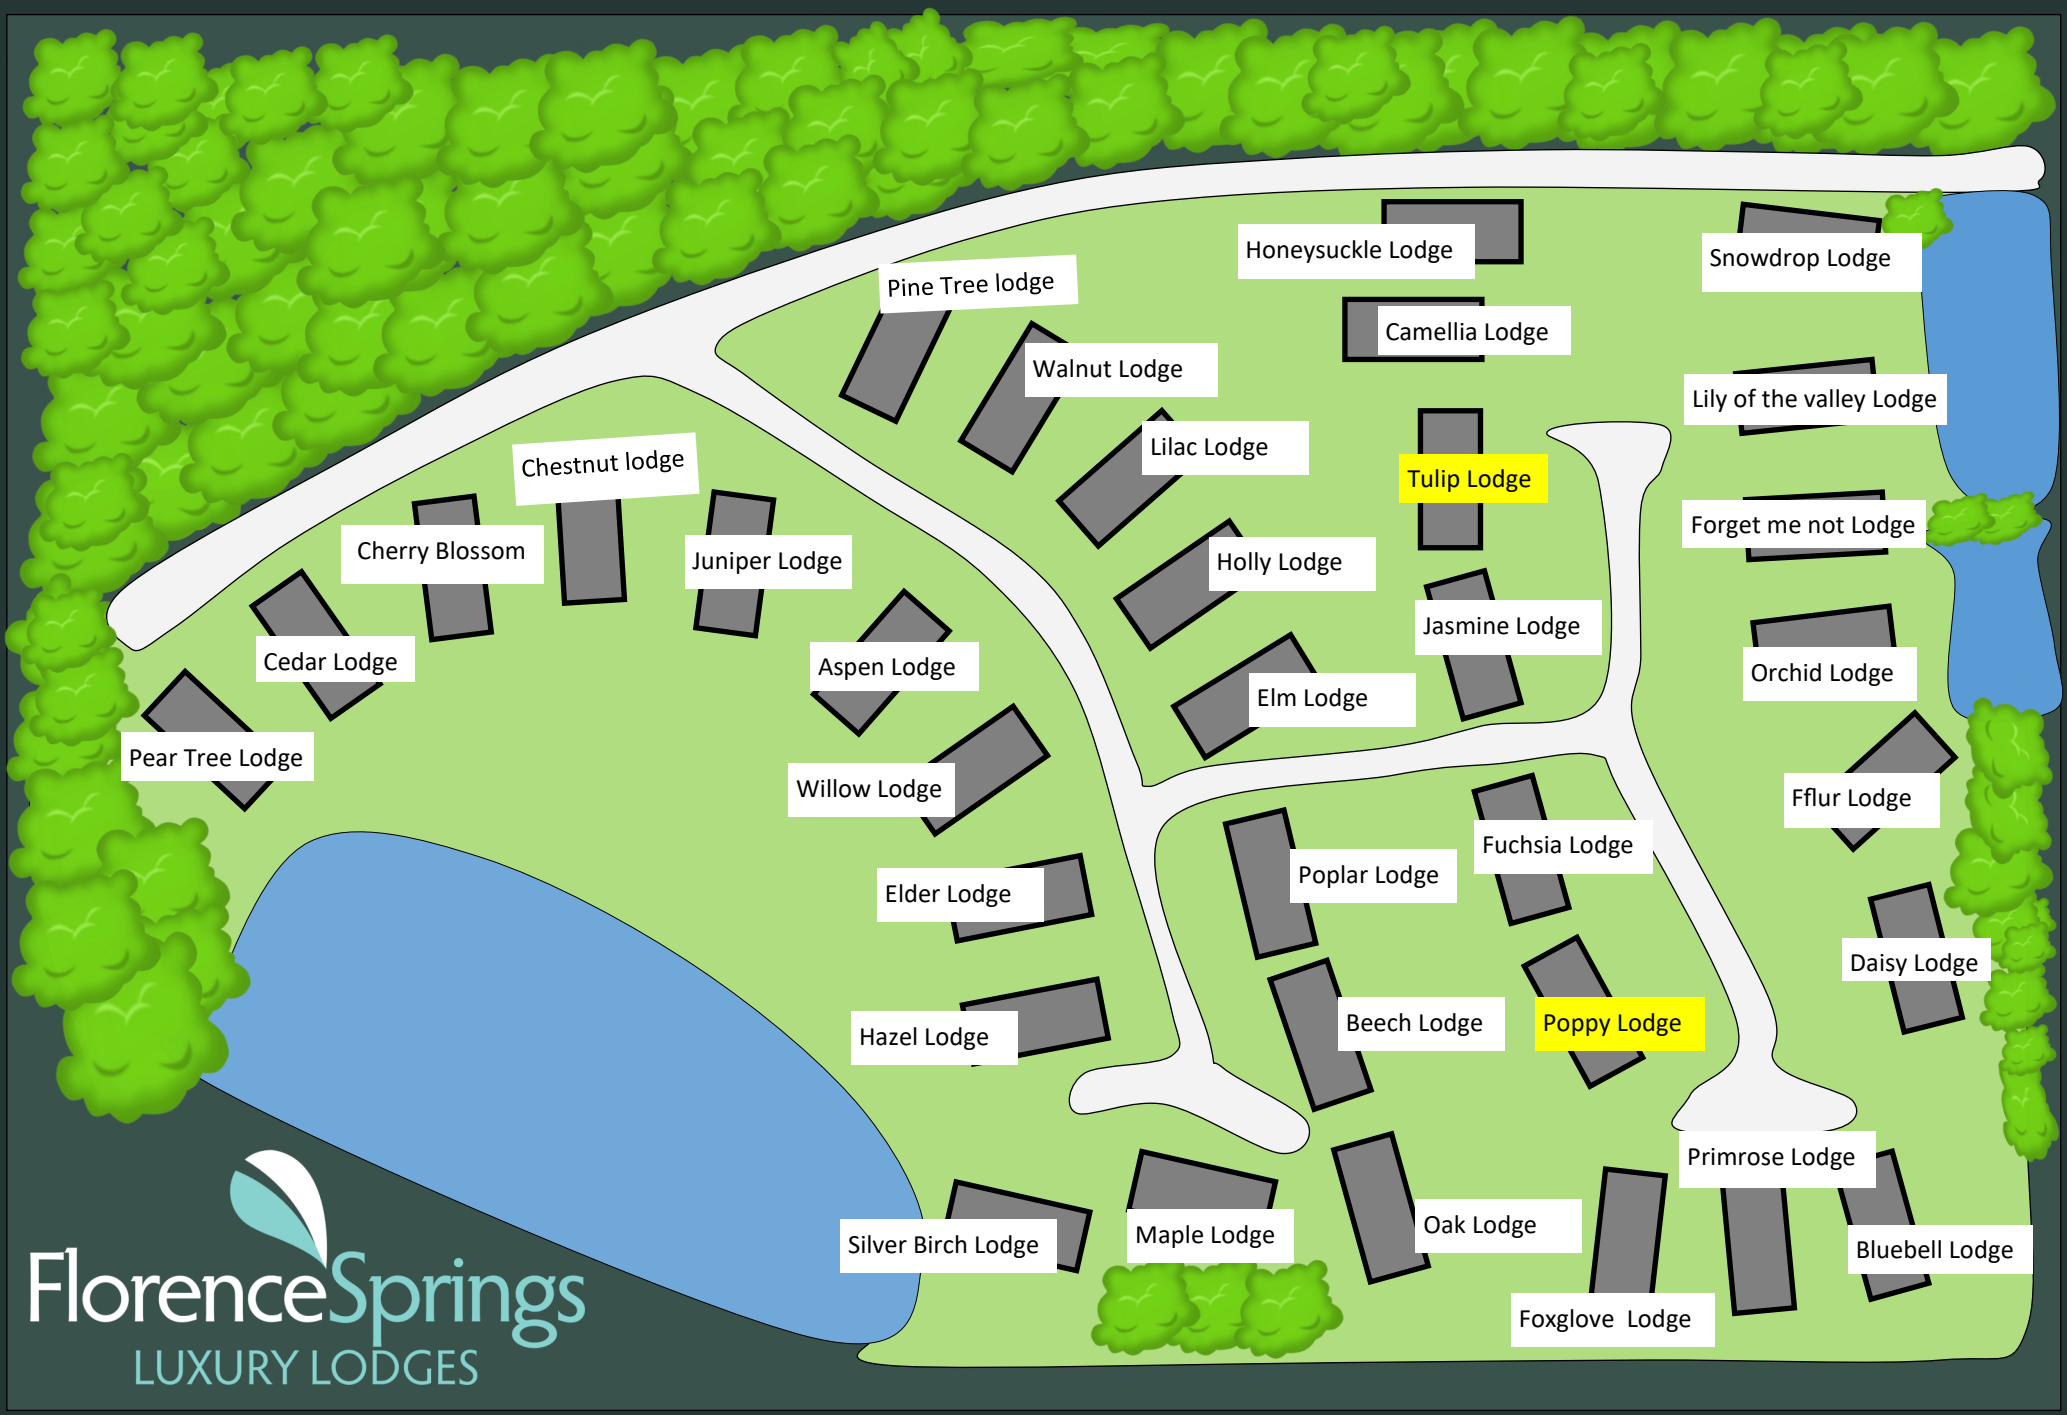 Honeysuckle Lodge
Snowdrop Lodge
Pine Tree lodge
Camellia Lodge
Walnut Lodge
Lily of the valley Lodge
Lilac Lodge
Chestnut lodge
Tulip Lodge
Forget me not Lodge
Cherry Blossom
Juniper Lodge
Holly Lodge
Jasmine Lodge
Cedar Lodge
Aspen Lodge
Orchid Lodge
Elm Lodge
Pear Tree Lodge
Willow Lodge
Fflur Lodge
Fuchsia Lodge
Poplar Lodge
Elder Lodge
Daisy Lodge
Hazel Lodge
Beech Lodge
Poppy Lodge
Primrose Lodge
Oak Lodge
Maple Lodge
Silver Birch Lodge
Bluebell Lodge
Foxglove  Lodge
FlorenceSprings
LUXURY LODGES